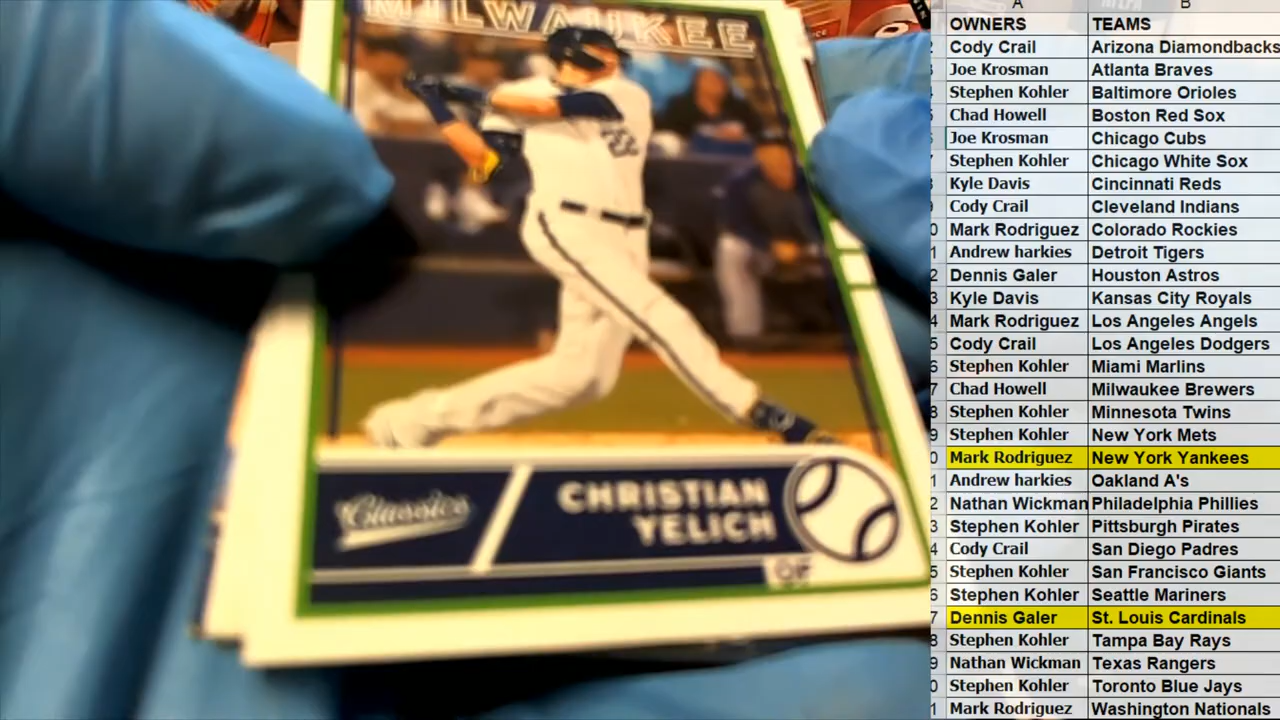 MILWAUKEE
Classics
CHRISTIAN
YELICH
OF
A B
OWNERS TEAMS
Cody Crail Arizona Diamondbacks
Joe Krosman Atlanta Braves
Stephen Kohler Baltimore Orioles
Chad Howell Boston Red Sox
Joe Krosman Chicago Cubs
Stephen Kohler Chicago White Sox
Kyle Davis Cincinnati Reds
Cody Crail Cleveland Indians
Mark Rodriguez Colorado Rockies
Andrew harkies Detroit Tigers
Dennis Galer Houston Astros
Kyle Davis Kansas City Royals
Mark Rodriguez Los Angeles Angels
Cody Crail Los Angeles Dodgers
Stephen Kohler Miami Marlins
Chad Howell Milwaukee Brewers
Stephen Kohler Minnesota Twins
Stephen Kohler New York Mets
Mark Rodriguez New York Yankees
Andrew harkies Oakland A's
Nathan Wickman Philadelphia Phillies
Stephen Kohler Pittsburgh Pirates
Cody Crail San Diego Padres
Stephen Kohler San Francisco Giants
Stephen Kohler Seattle Mariners
Dennis Galer St. Louis Cardinals
Stephen Kohler Tampa Bay Rays
Nathan Wickman Texas Rangers
Stephen Kohler Toronto Blue Jays
Mark Rodriguez Washington Nationals